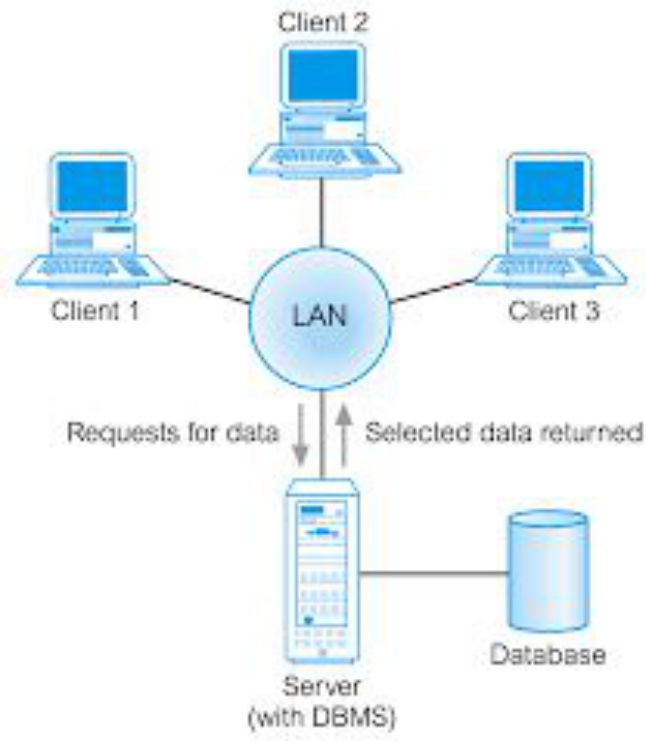 Client 2
Client 1
LAN
Client 3
Requests for data
Selected data returned
Database
Server
(with DBMS)